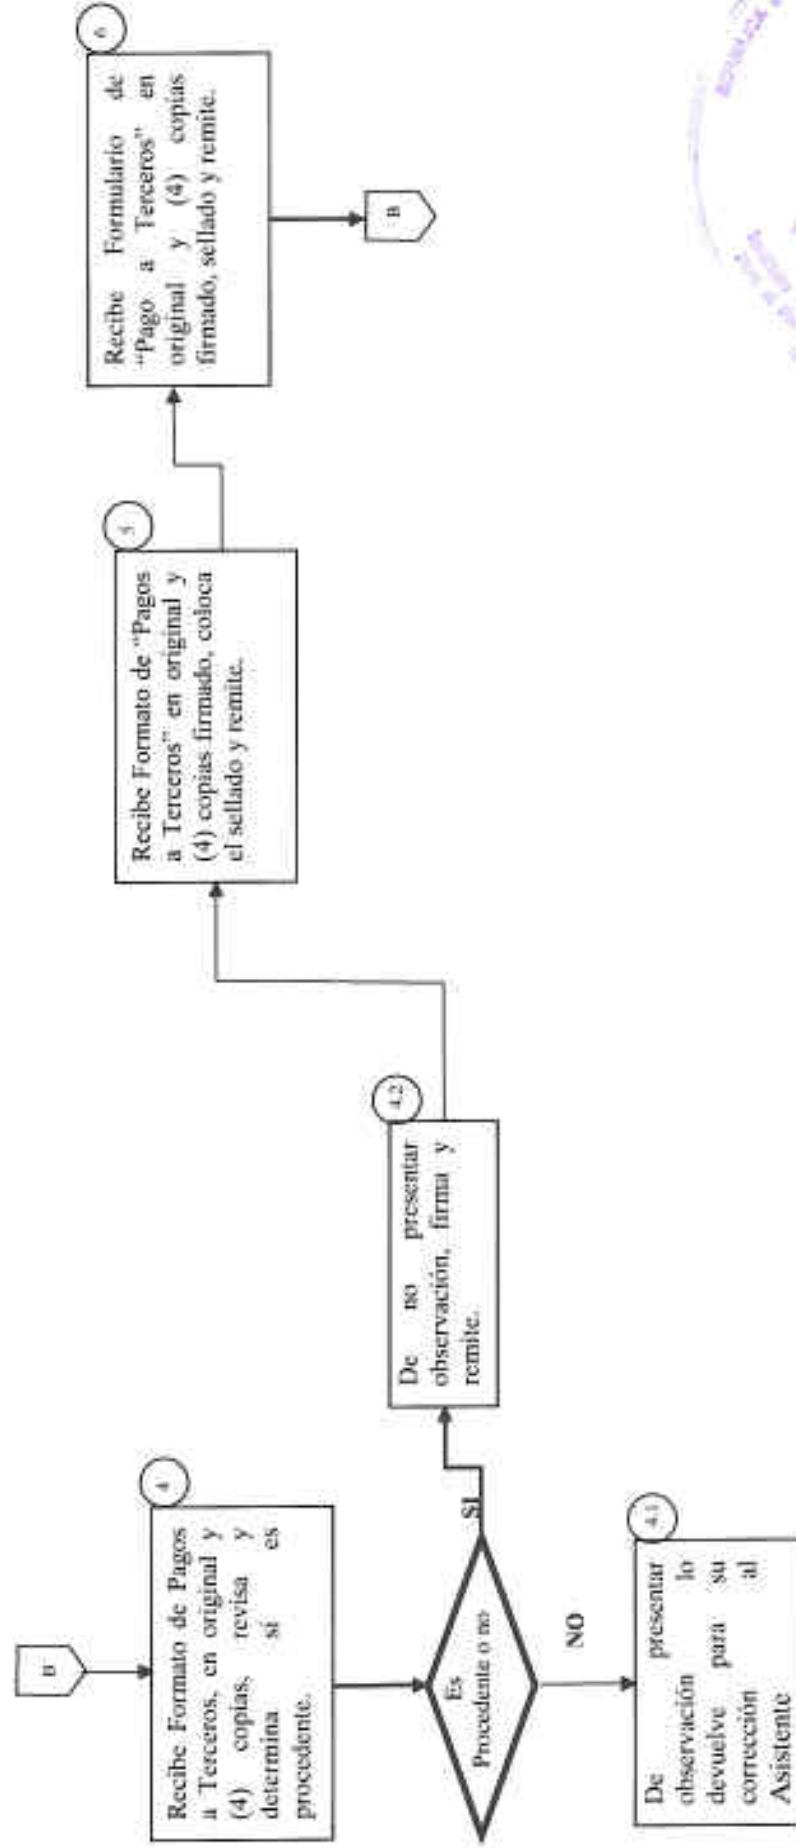 B
4
Recibe Formato de Pagos
a Terceros, en original y
(4) copias, revisa y
determina si es
procedente.
Es
Procedente o no
SI
NO
4.1
De presentar
observación lo
devuelve para su
corrección al
Asistente
4.2
De no presentar
observación, firma y
remite.
5
Recibe Formato de "Pagos
a Terceros" en original y
(4) copias firmado, coloca
el sellado y remite.
6
Recibe Formulario de
"Pago a Terceros" en
original y (4) copias
firmado, sellado y remite.
B